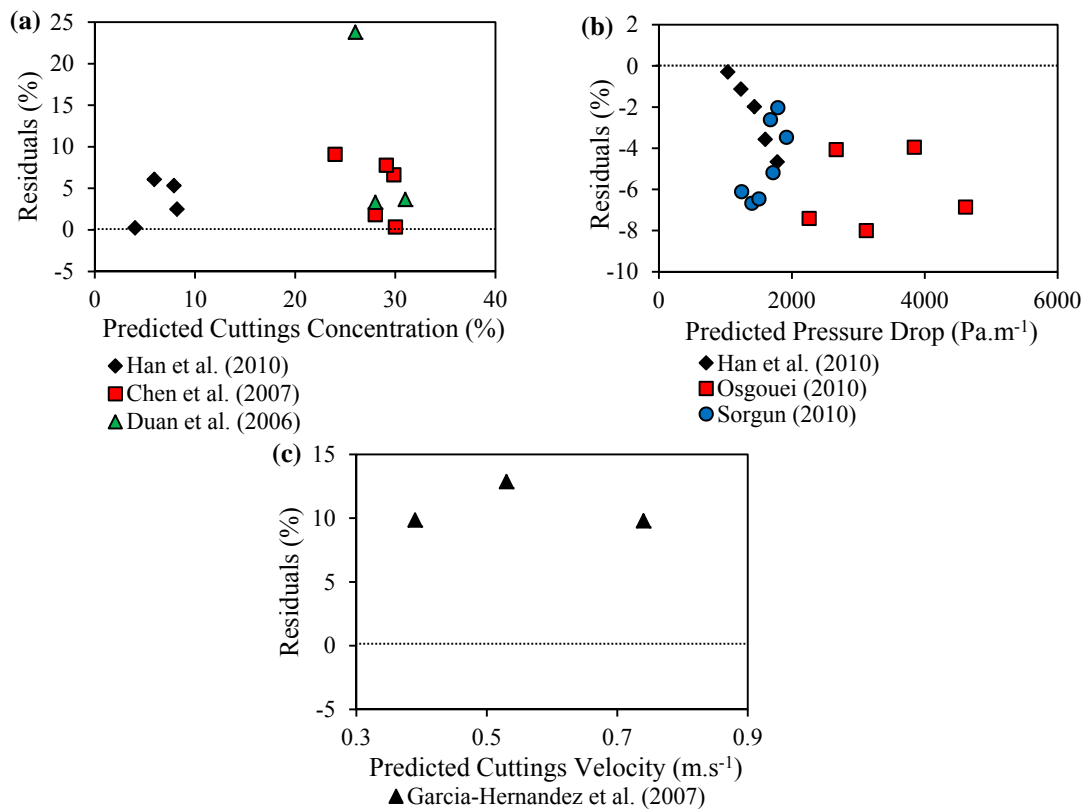 (a)
25
20
15
10
5
0
-5
Residuals (%)
0 10 20 30 40
Predicted Cuttings Concentration (%)
Han et al. (2010)
Chen et al. (2007)
Duan et al. (2006)
(b)
2
0
-2
-4
-6
-8
-10
Residuals (%)
0 2000 4000 6000
Predicted Pressure Drop (Pa.m⁻¹)
Han et al. (2010)
Osgouei (2010)
Sorgun (2010)
(c)
15
10
5
0
-5
Residuals (%)
0.3 0.5 0.7 0.9
Predicted Cuttings Velocity (m.s⁻¹)
Garcia-Hernandez et al. (2007)